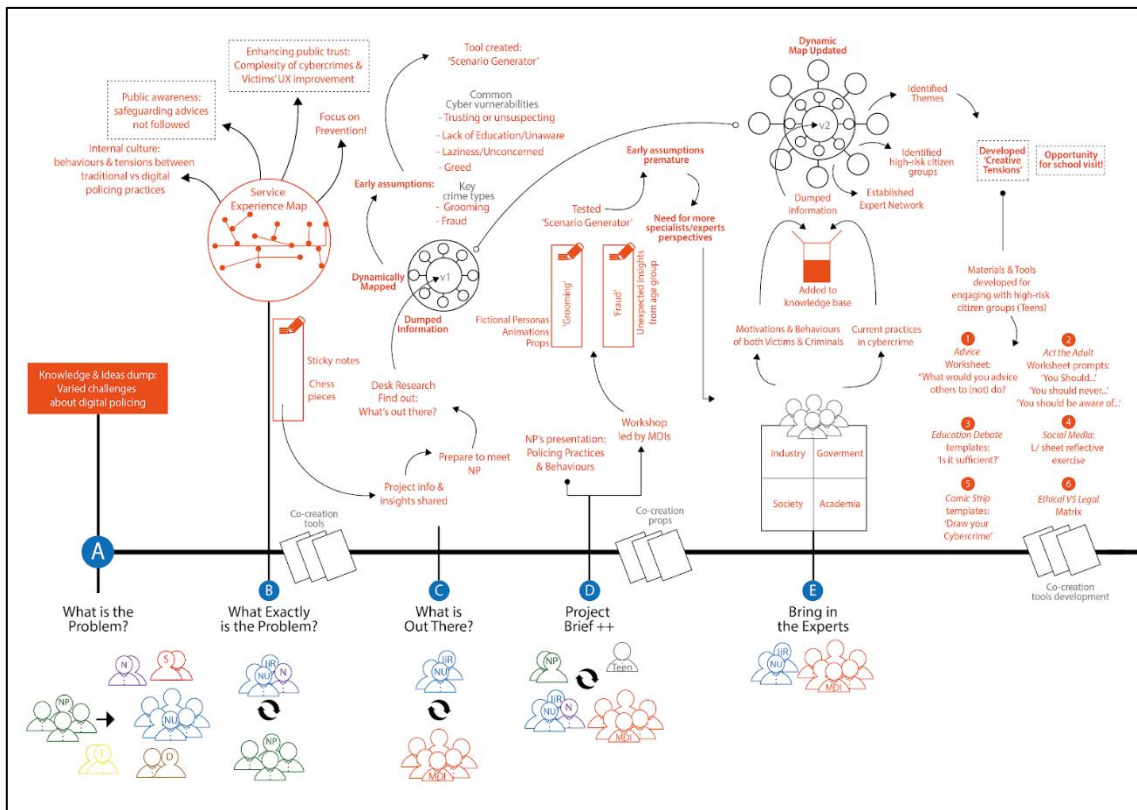 Enhancing public trust:
Complexity of cybercrimes &
Victims' UX improvement
Public awareness:
safeguarding advices
not followed
Internal culture:
behaviours & tensions between
traditional vs digital
policing practices
Focus on
Prevention!
Service
Experience Map
Knowledge & Ideas dump:
Varied challenges
about digital policing
Sticky notes
Chess
pieces
Tool created:
'Scenario Generator'
Common
Cyber vurnerabilities
- Trusting or unsuspecting
- Lack of Education/Unaware
- Laziness/Unconcerned
- Greed
Key
crime types
- Grooming
- Fraud
Early assumptions:
Dynamically
Mapped
v1
Dumped
Information
Desk Research
Find out:
What's out there?
Prepare to meet
NP
Project info &
insights shared
Early assumptions
premature
Tested
'Scenario Generator'
Need for more
specialists/experts
perspectives
Fictional Personas
Animations
Props
'Grooming'
'Fraud'
Unexpected insights
from age group
Workshop
led by MDIs
NP's presentation:
Policing Practices
& Behaviours
Dynamic
Map Updated
v2
Identified
Themes
Identified
high-risk citizen
groups
Established
Expert Network
Dumped
information
Added to
knowledge base
Motivations & Behaviours
of both Victims & Criminals
Current practices
in cybercrime
Industry
Goverment
Society
Academia
Developed
'Creative
Tensions'
Opportunity
for school visit!
Materials & Tools
developed for
engaging with high-risk
citizen groups (Teens)
1
Advice
Worksheet:
"What would you advice
others to (not) do?
2
Act the Adult
Worksheet prompts:
'You Should...'
'You should never...'
'You should be aware of...'
3
Education Debate
templates:
'Is it sufficient?'
4
Social Media:
L/ sheet reflective
exercise
5
Comic Strip
templates:
'Draw your
Cybercrime'
6
Ethical VS Legal
Matrix
Co-creation
tools
Co-creation
props
Co-creation
tools development
A
What is the
Problem?
B
What Exactly
is the Problem?
C
What is
Out There?
D
Project
Brief ++
E
Bring in
the Experts
N
S
NP
NU
T
D
IiR
NU
N
NP
IiR
NU
MDI
NP
Teen
IiR
NU
N
MDI
IiR
NU
MDI